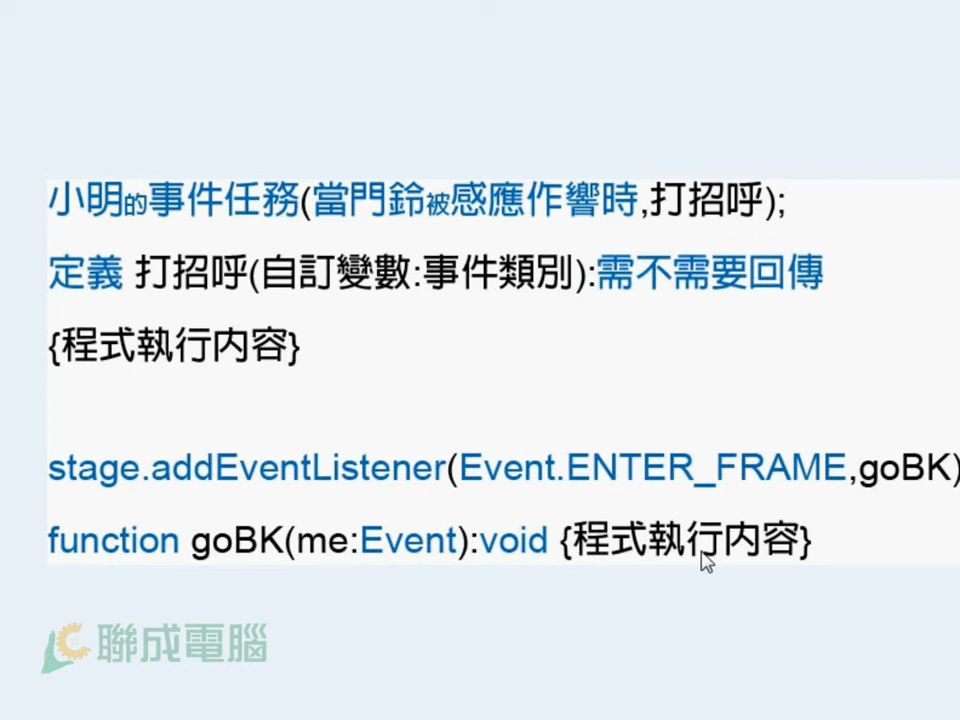 小明的事件任務(當門鈴被感應作響時,打招呼);
定義 打招呼(自訂變數:事件類別):需不需要回傳
{程式執行内容}
stage.addEventListener(Event.ENTER_FRAME,goBK)
function goBK(me:Event):void {程式執行内容}
聯成電腦